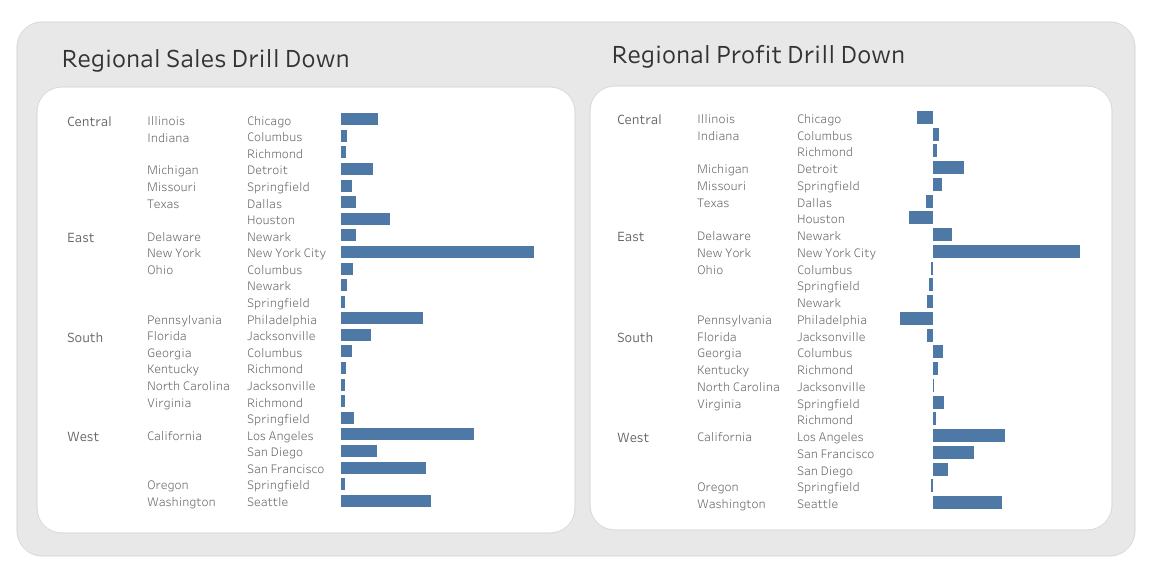 Regional Sales Drill Down
Central Illinois Chicago
Indiana Columbus
Richmond
Michigan Detroit
Missouri Springfield
Texas Dallas
Houston
East Delaware Newark
New York New York City
Ohio Columbus
Newark
Springfield
Pennsylvania Philadelphia
South Florida Jacksonville
Georgia Columbus
Kentucky Richmond
North Carolina Jacksonville
Virginia Richmond
Springfield
West California Los Angeles
San Diego
San Francisco
Oregon Springfield
Washington Seattle
Regional Profit Drill Down
Central Illinois Chicago
Indiana Columbus
Richmond
Michigan Detroit
Missouri Springfield
Texas Dallas
Houston
East Delaware Newark
New York New York City
Ohio Columbus
Springfield
Newark
Pennsylvania Philadelphia
South Florida Jacksonville
Georgia Columbus
Kentucky Richmond
North Carolina Jacksonville
Virginia Springfield
Richmond
West California Los Angeles
San Francisco
San Diego
Oregon Springfield
Washington Seattle